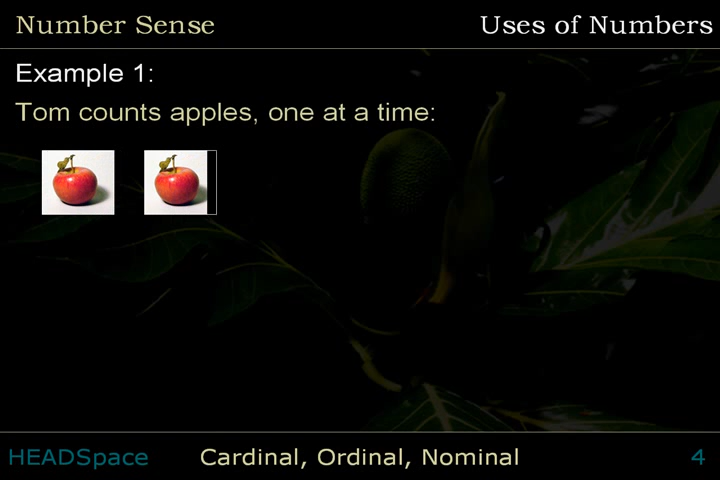 Number Sense
Uses of Numbers
Example 1:
Tom counts apples, one at a time:
HEADSpace
Cardinal, Ordinal, Nominal
4